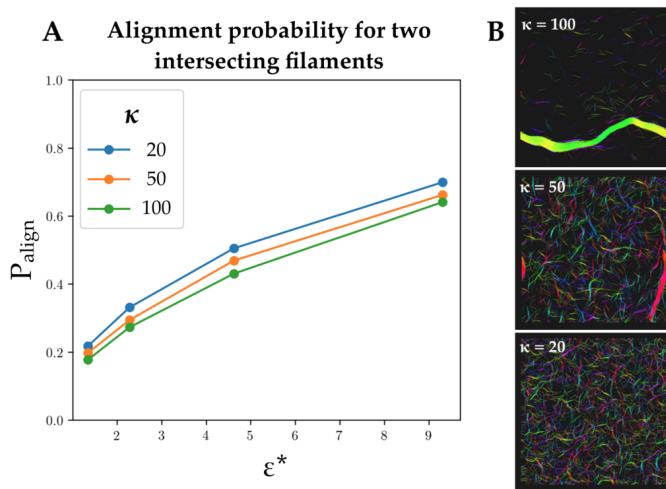 A
Alignment probability for two
intersecting filaments
1.0
0.8
0.6
0.4
0.2
0.0
P_align
κ
20
50
100
2 3 4 5 6 7 8 9
ε*
B
κ = 100
κ = 50
κ = 20